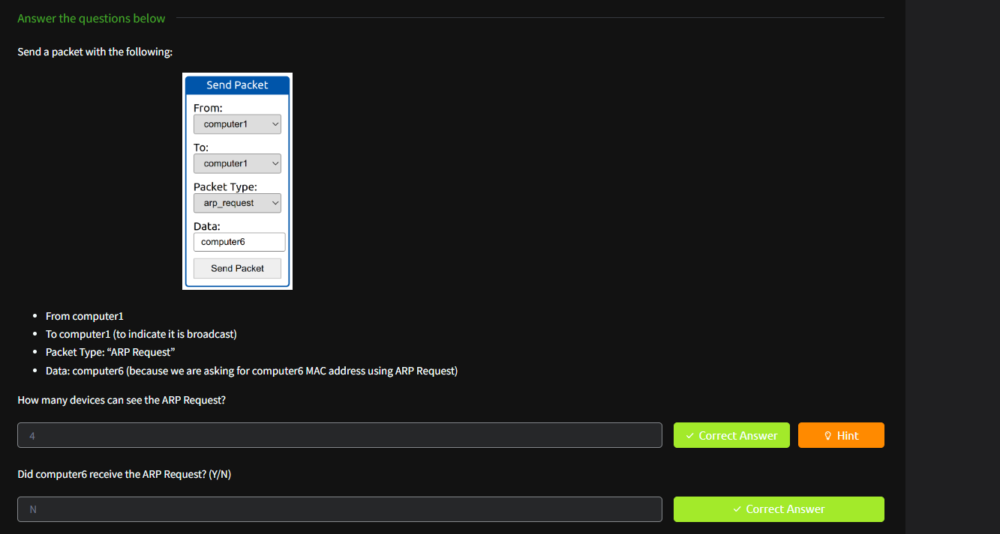 Answer the questions below
Send a packet with the following:
Send Packet
From:
computer1
To:
computer1
Packet Type:
arp_request
Data:
computer6
Send Packet
From computer1
To computer1 (to indicate it is broadcast)
Packet Type: “ARP Request”
Data: computer6 (because we are asking for computer6 MAC address using ARP Request)
How many devices can see the ARP Request?
4
Correct Answer
Hint
Did computer6 receive the ARP Request? (Y/N)
N
Correct Answer